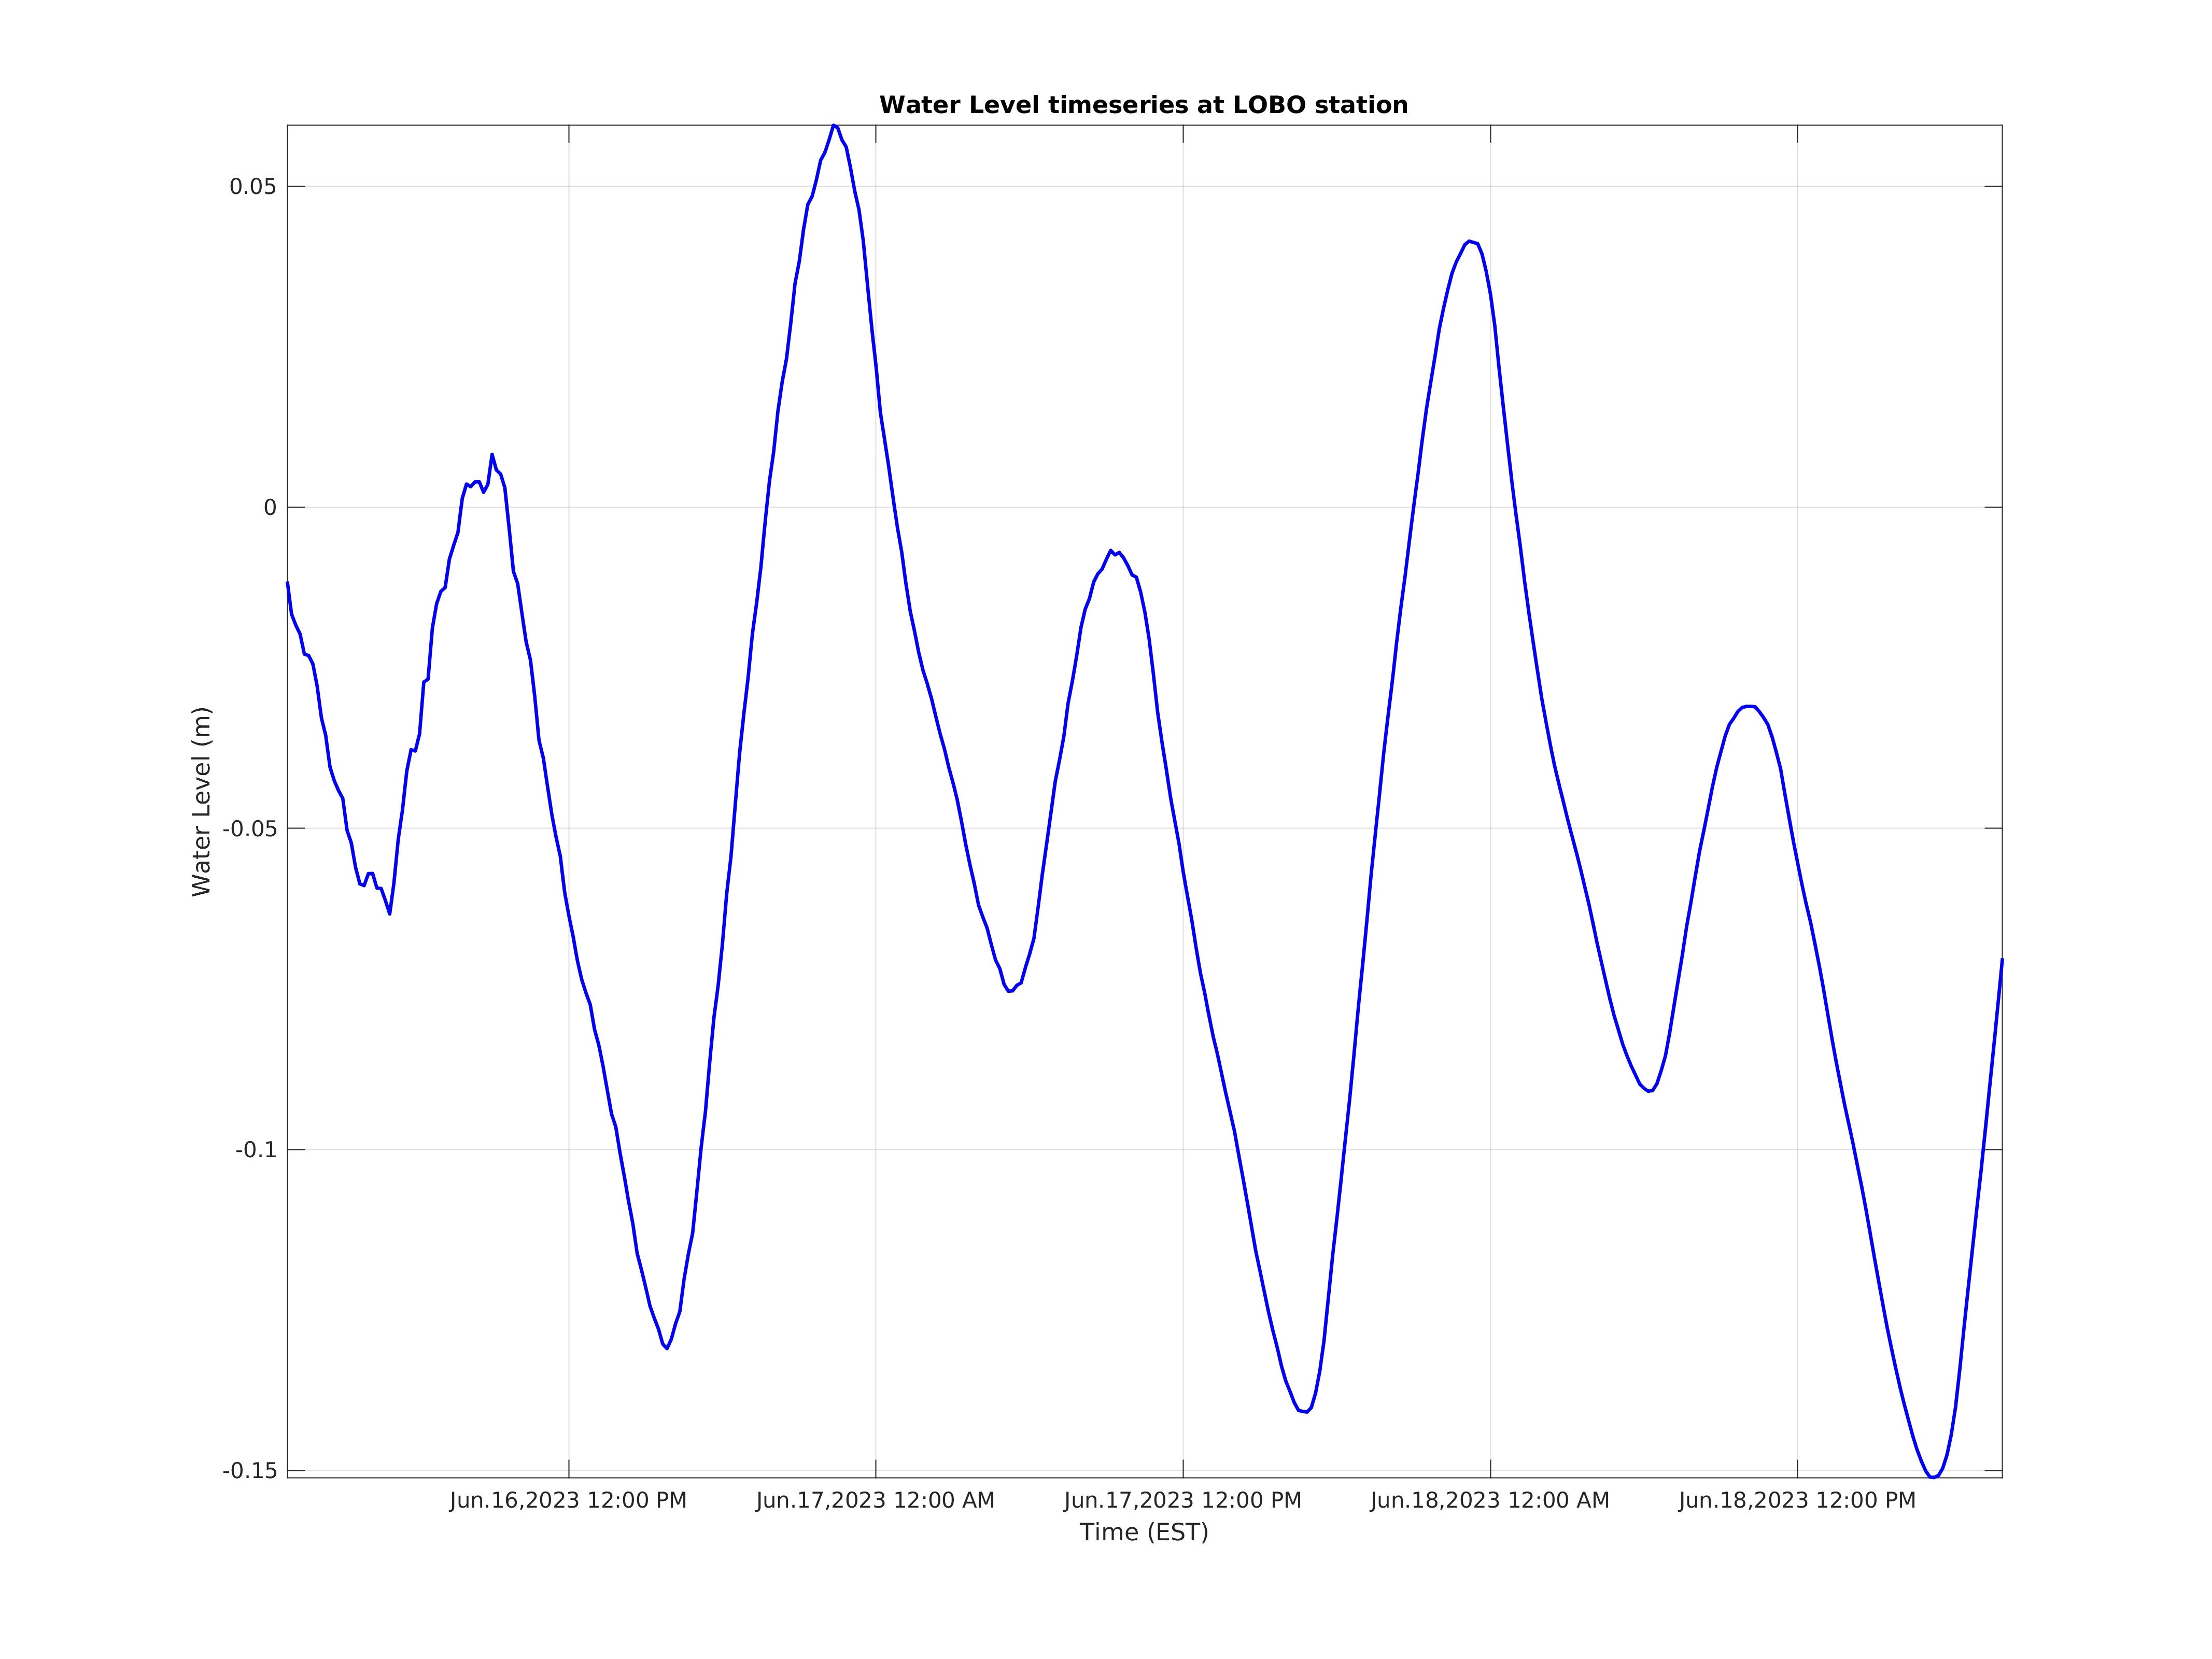 Water Level timeseries at LOBO station
0.05
0
-0.05
-0.1
-0.15
Water Level (m)
Jun.16,2023 12:00 PM
Jun.17,2023 12:00 AM
Jun.17,2023 12:00 PM
Jun.18,2023 12:00 AM
Jun.18,2023 12:00 PM
Time (EST)